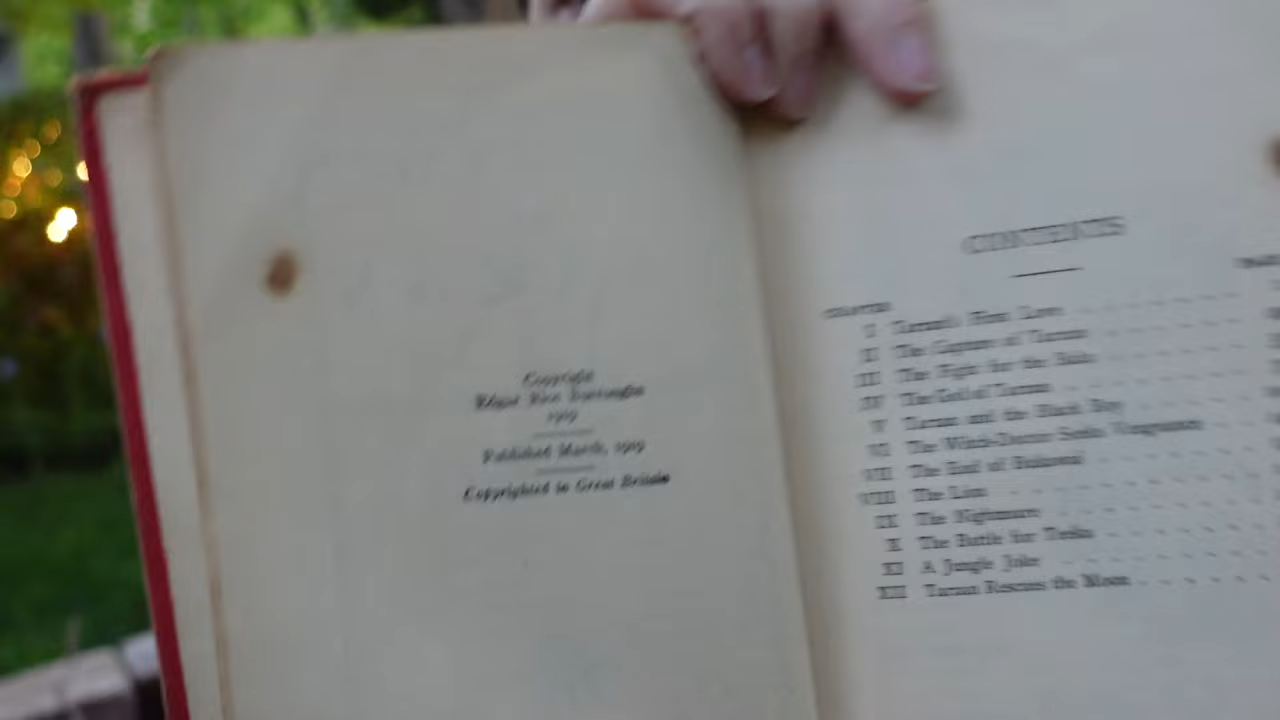 Copyright
Edgar Rice Burroughs
1919
Published March, 1919
Copyrighted in Great Britain
CONTENTS
CHAPTER
I Tarzan's First Love
II The Capture of Tarzan
III The Fight for the Balu
IV The God of Tarzan
V Tarzan and the Black Boy
VI The Witch-Doctor Seeks Vengeance
VII The End of Bukawai
VIII The Lion
IX The Nightmare
X The Battle for Teeka
XI A Jungle Joke
XII Tarzan Rescues the Moon